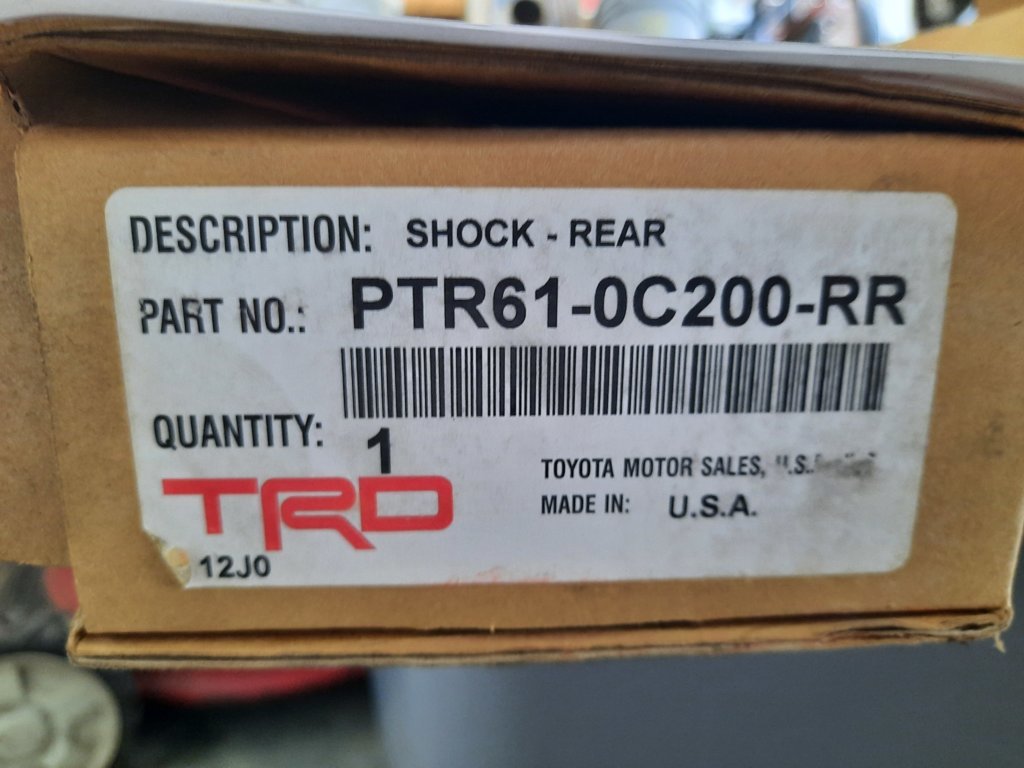 DESCRIPTION: SHOCK - REAR
PART NO.: PTR61-0C200-RR
QUANTITY: 1
TOYOTA MOTOR SALES,
TRD
MADE IN: U.S.A.
12J0